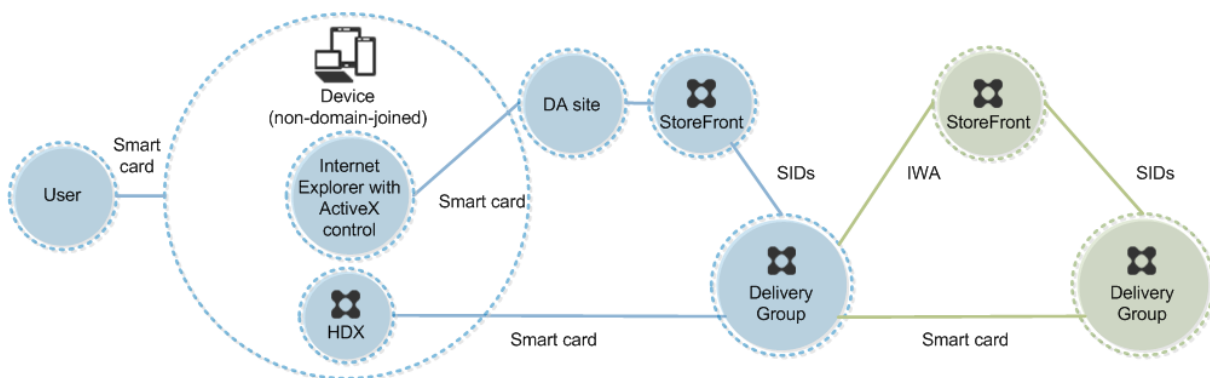 Device
(non-domain-joined)
DA site
StoreFront
StoreFront
Smart
card
User
Internet
Explorer with
ActiveX
control
Smart card
SIDs
IWA
SIDs
HDX
Delivery
Group
Delivery
Group
Smart card
Smart card